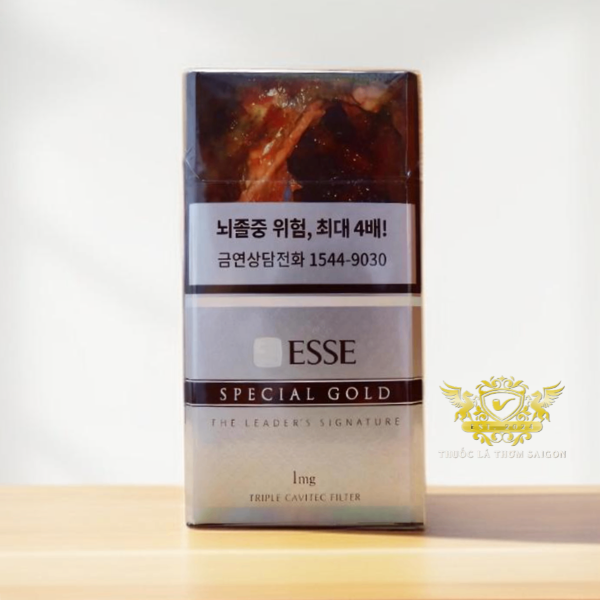 뇌졸중 위험, 최대 4배!
금연상담전화 1544-9030
ESSE
SPECIAL GOLD
THE LEADER'S SIGNATURE
THUỐC LÁ THƠM SAIGON
1mg
TRIPLE CAVITEC FILTER